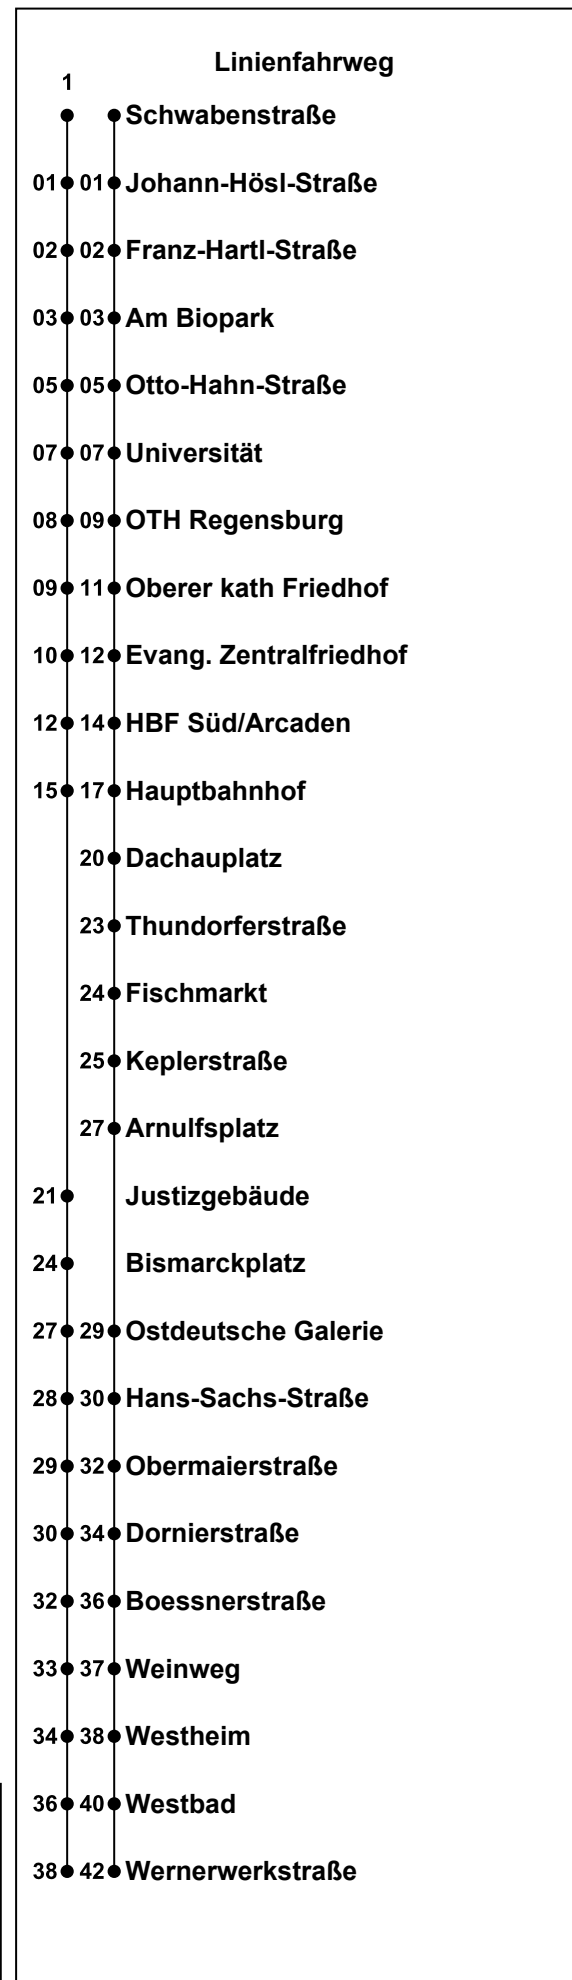 Linienfahrweg
1
Schwabenstraße
01 01 Johann-Hösl-Straße
02 02 Franz-Hartl-Straße
03 03 Am Biopark
05 05 Otto-Hahn-Straße
07 07 Universität
08 09 OTH Regensburg
09 11 Oberer kath Friedhof
10 12 Evang. Zentralfriedhof
12 14 HBF Süd/Arcaden
15 17 Hauptbahnhof
20 Dachauplatz
23 Thundorferstraße
24 Fischmarkt
25 Keplerstraße
27 Arnulfsplatz
21 Justizgebäude
24 Bismarckplatz
27 29 Ostdeutsche Galerie
28 30 Hans-Sachs-Straße
29 32 Obermaierstraße
30 34 Dornierstraße
32 36 Boessnerstraße
33 37 Weinweg
34 38 Westheim
36 40 Westbad
38 42 Wernerwerkstraße